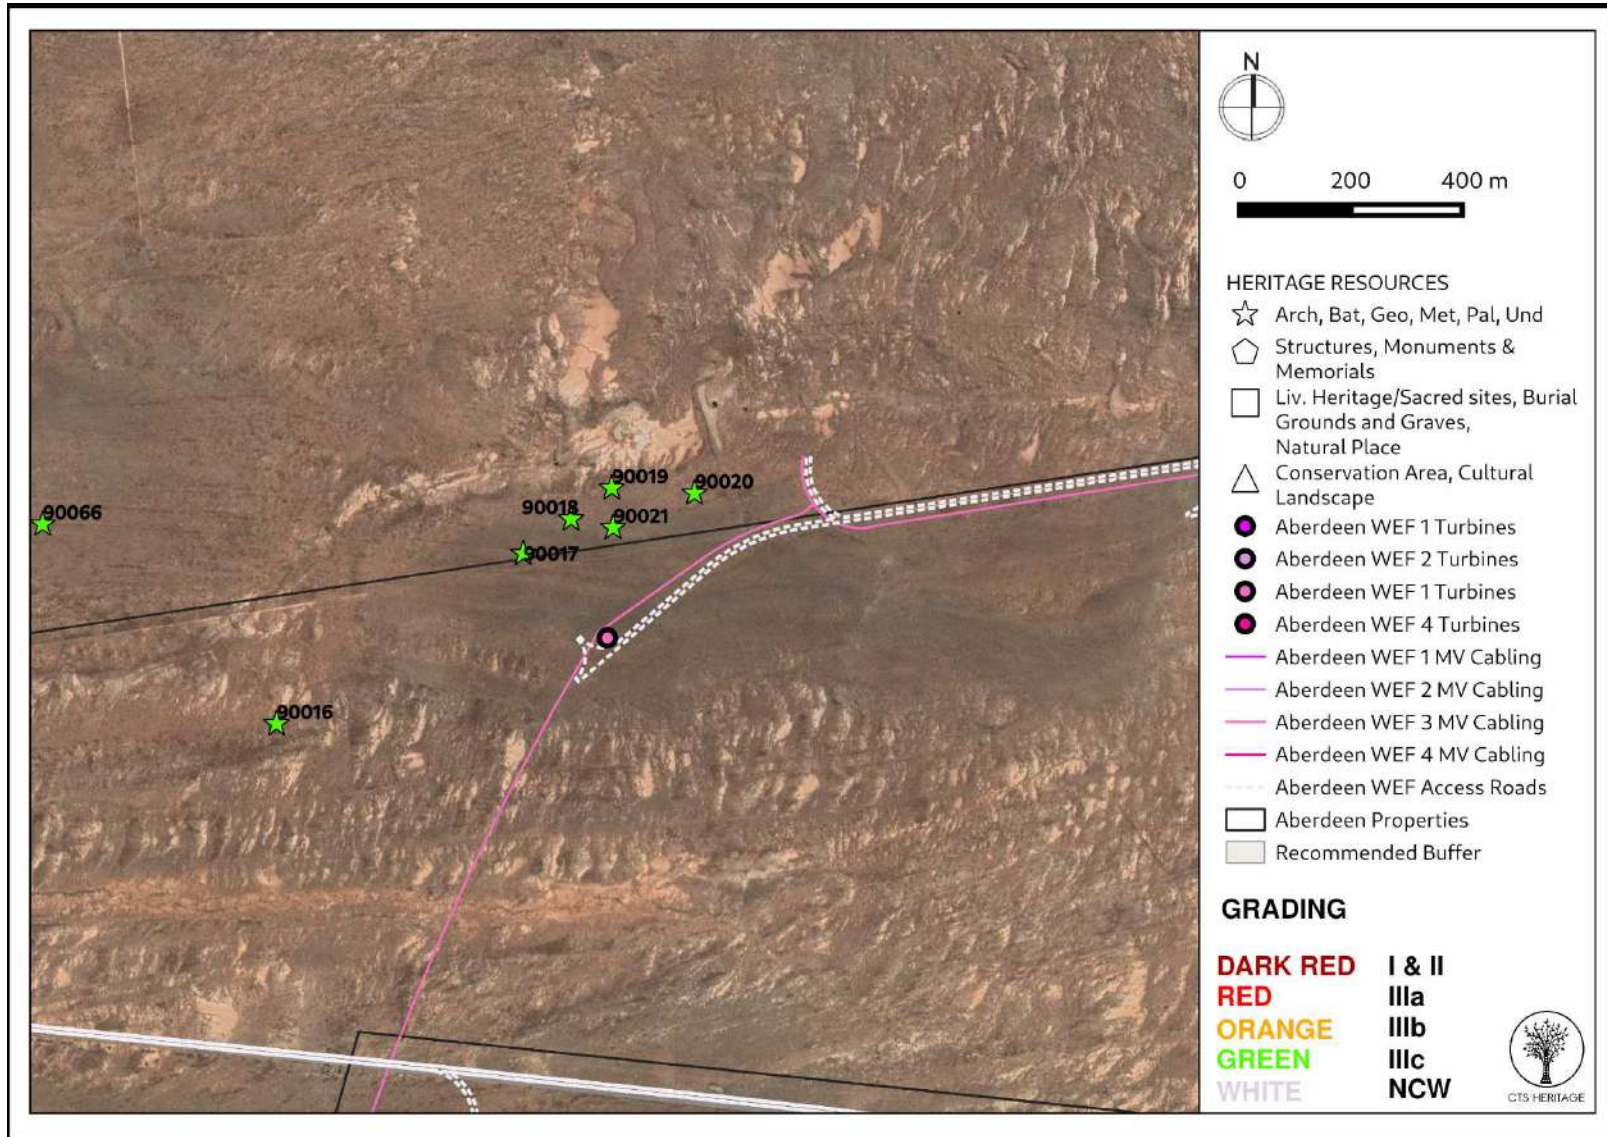 90019
90020
90018
90021
90066
90017
90016
N
0 200 400 m
HERITAGE RESOURCES
Arch, Bat, Geo, Met, Pal, Und
Structures, Monuments &
Memorials
Liv. Heritage/Sacred sites, Burial
Grounds and Graves,
Natural Place
Conservation Area, Cultural
Landscape
Aberdeen WEF 1 Turbines
Aberdeen WEF 2 Turbines
Aberdeen WEF 1 Turbines
Aberdeen WEF 4 Turbines
Aberdeen WEF 1 MV Cabling
Aberdeen WEF 2 MV Cabling
Aberdeen WEF 3 MV Cabling
Aberdeen WEF 4 MV Cabling
Aberdeen WEF Access Roads
Aberdeen Properties
Recommended Buffer
GRADING
DARK RED I & II
RED IIIa
ORANGE IIIb
GREEN IIIc
WHITE NCW
CTS HERITAGE